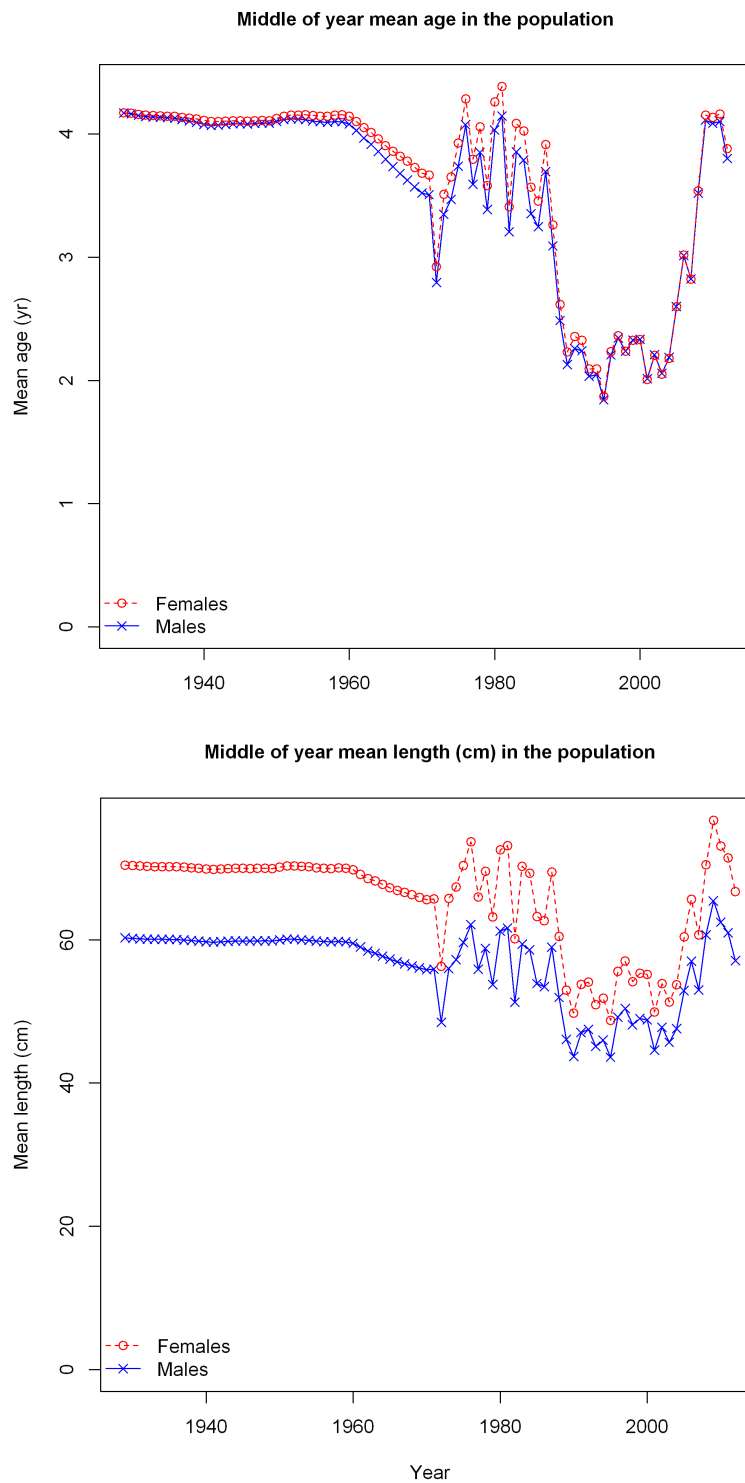 Middle of year mean age in the population
Mean age (yr)
4
3
2
1
0
Females
Males
1940 1960 1980 2000
Middle of year mean length (cm) in the population
Mean length (cm)
60
40
20
0
Females
Males
1940 1960 1980 2000
Year